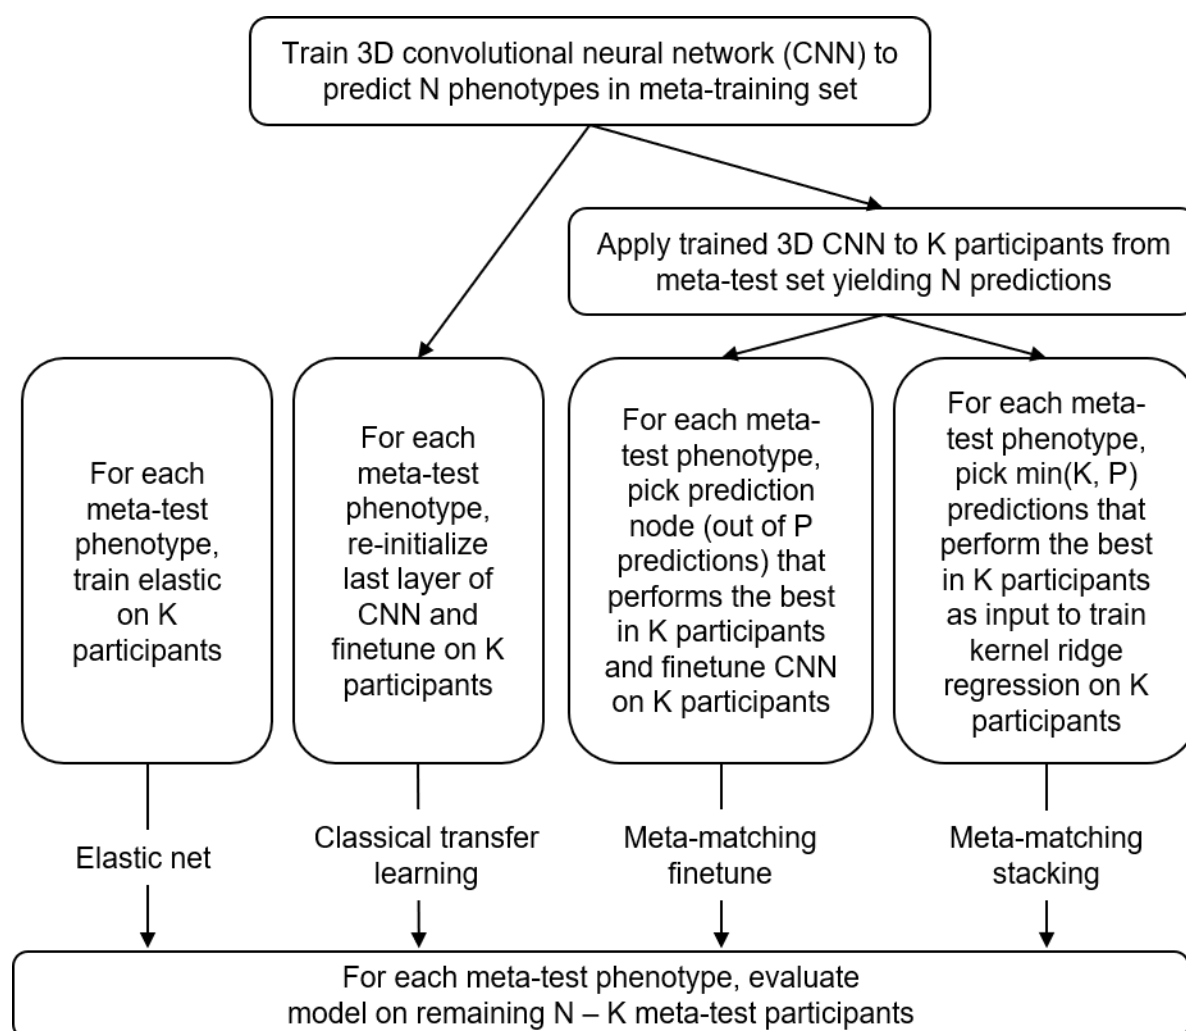 Train 3D convolutional neural network (CNN) to
predict N phenotypes in meta-training set
Apply trained 3D CNN to K participants from
meta-test set yielding N predictions
For each
meta-test
phenotype,
train elastic
on K
participants
For each
meta-test
phenotype,
re-initialize
last layer of
CNN and
finetune on K
participants
For each meta-
test phenotype,
pick prediction
node (out of P
predictions) that
performs the best
in K participants
and finetune CNN
on K participants
For each meta-
test phenotype,
pick min(K, P)
predictions that
perform the best
in K participants
as input to train
kernel ridge
regression on K
participants
Elastic net
Classical transfer
learning
Meta-matching
finetune
Meta-matching
stacking
For each meta-test phenotype, evaluate
model on remaining N – K meta-test participants